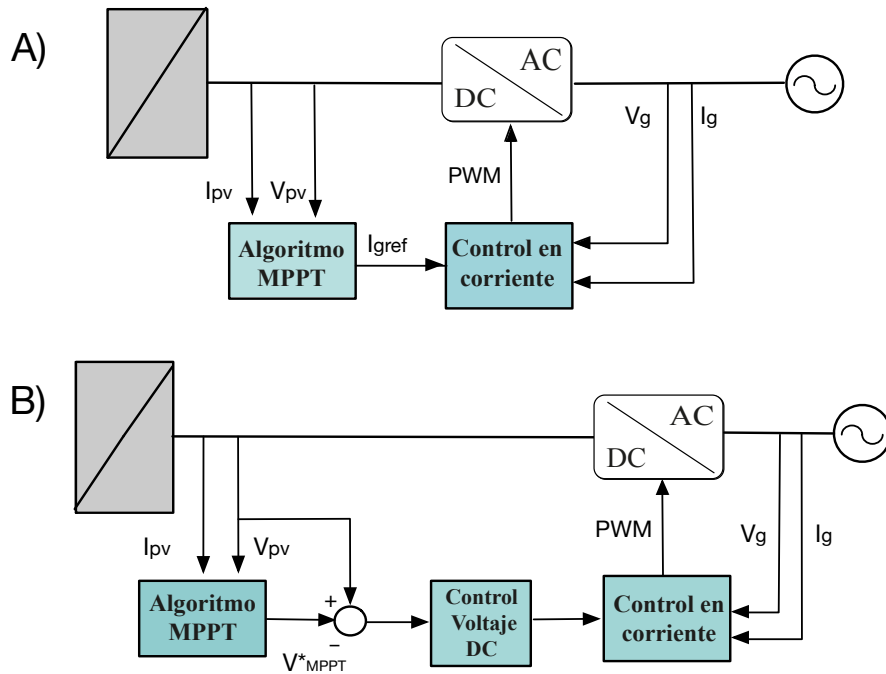 A)
AC
DC
Vg
Ig
PWM
Ipv
Vpv
Algoritmo
MPPT
Igref
Control en
corriente
B)
AC
DC
PWM
Vg
Ig
Ipv
Vpv
Algoritmo
MPPT
+
−
V*MPPT
Control
Voltaje
DC
Control en
corriente